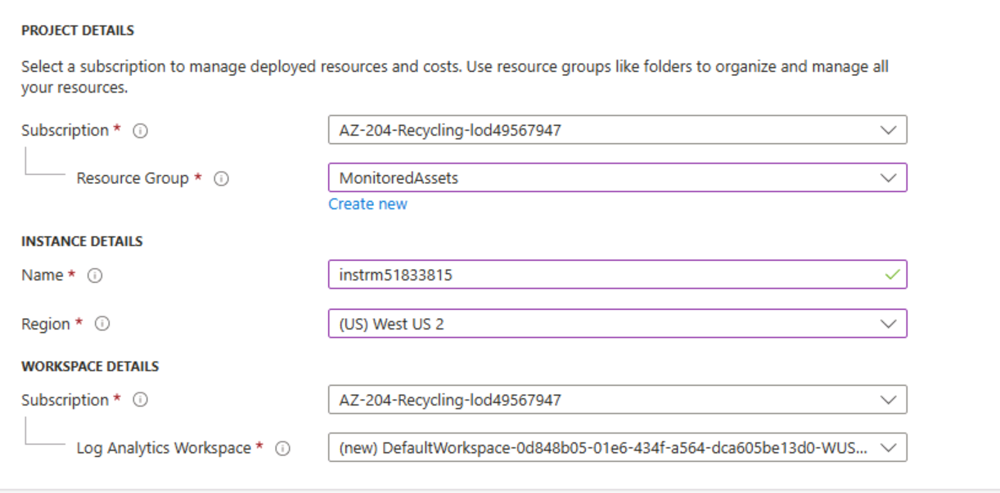 PROJECT DETAILS
Select a subscription to manage deployed resources and costs. Use resource groups like folders to organize and manage all
your resources.
Subscription * AZ-204-Recycling-lod49567947
Resource Group * MonitoredAssets
Create new
INSTANCE DETAILS
Name * instrm51833815
Region * (US) West US 2
WORKSPACE DETAILS
Subscription * AZ-204-Recycling-lod49567947
Log Analytics Workspace * (new) DefaultWorkspace-0d848b05-01e6-434f-a564-dca605be13d0-WUS...